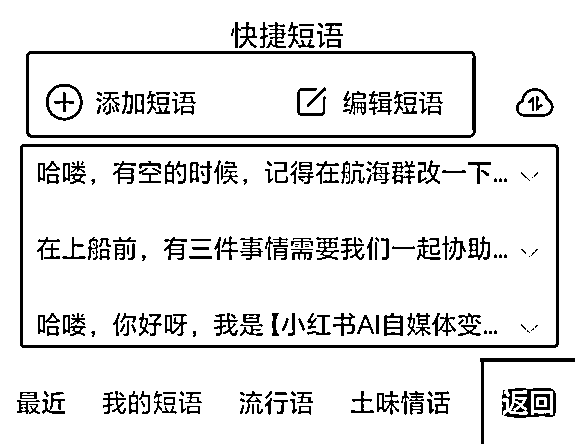 快捷短语
添加短语 编辑短语
哈喽，有空的时候，记得在航海群改一下...
在上船前，有三件事情需要我们一起协助...
哈喽，你好呀，我是【小红书AI自媒体变...
最近 我的短语 流行语 土味情话 返回